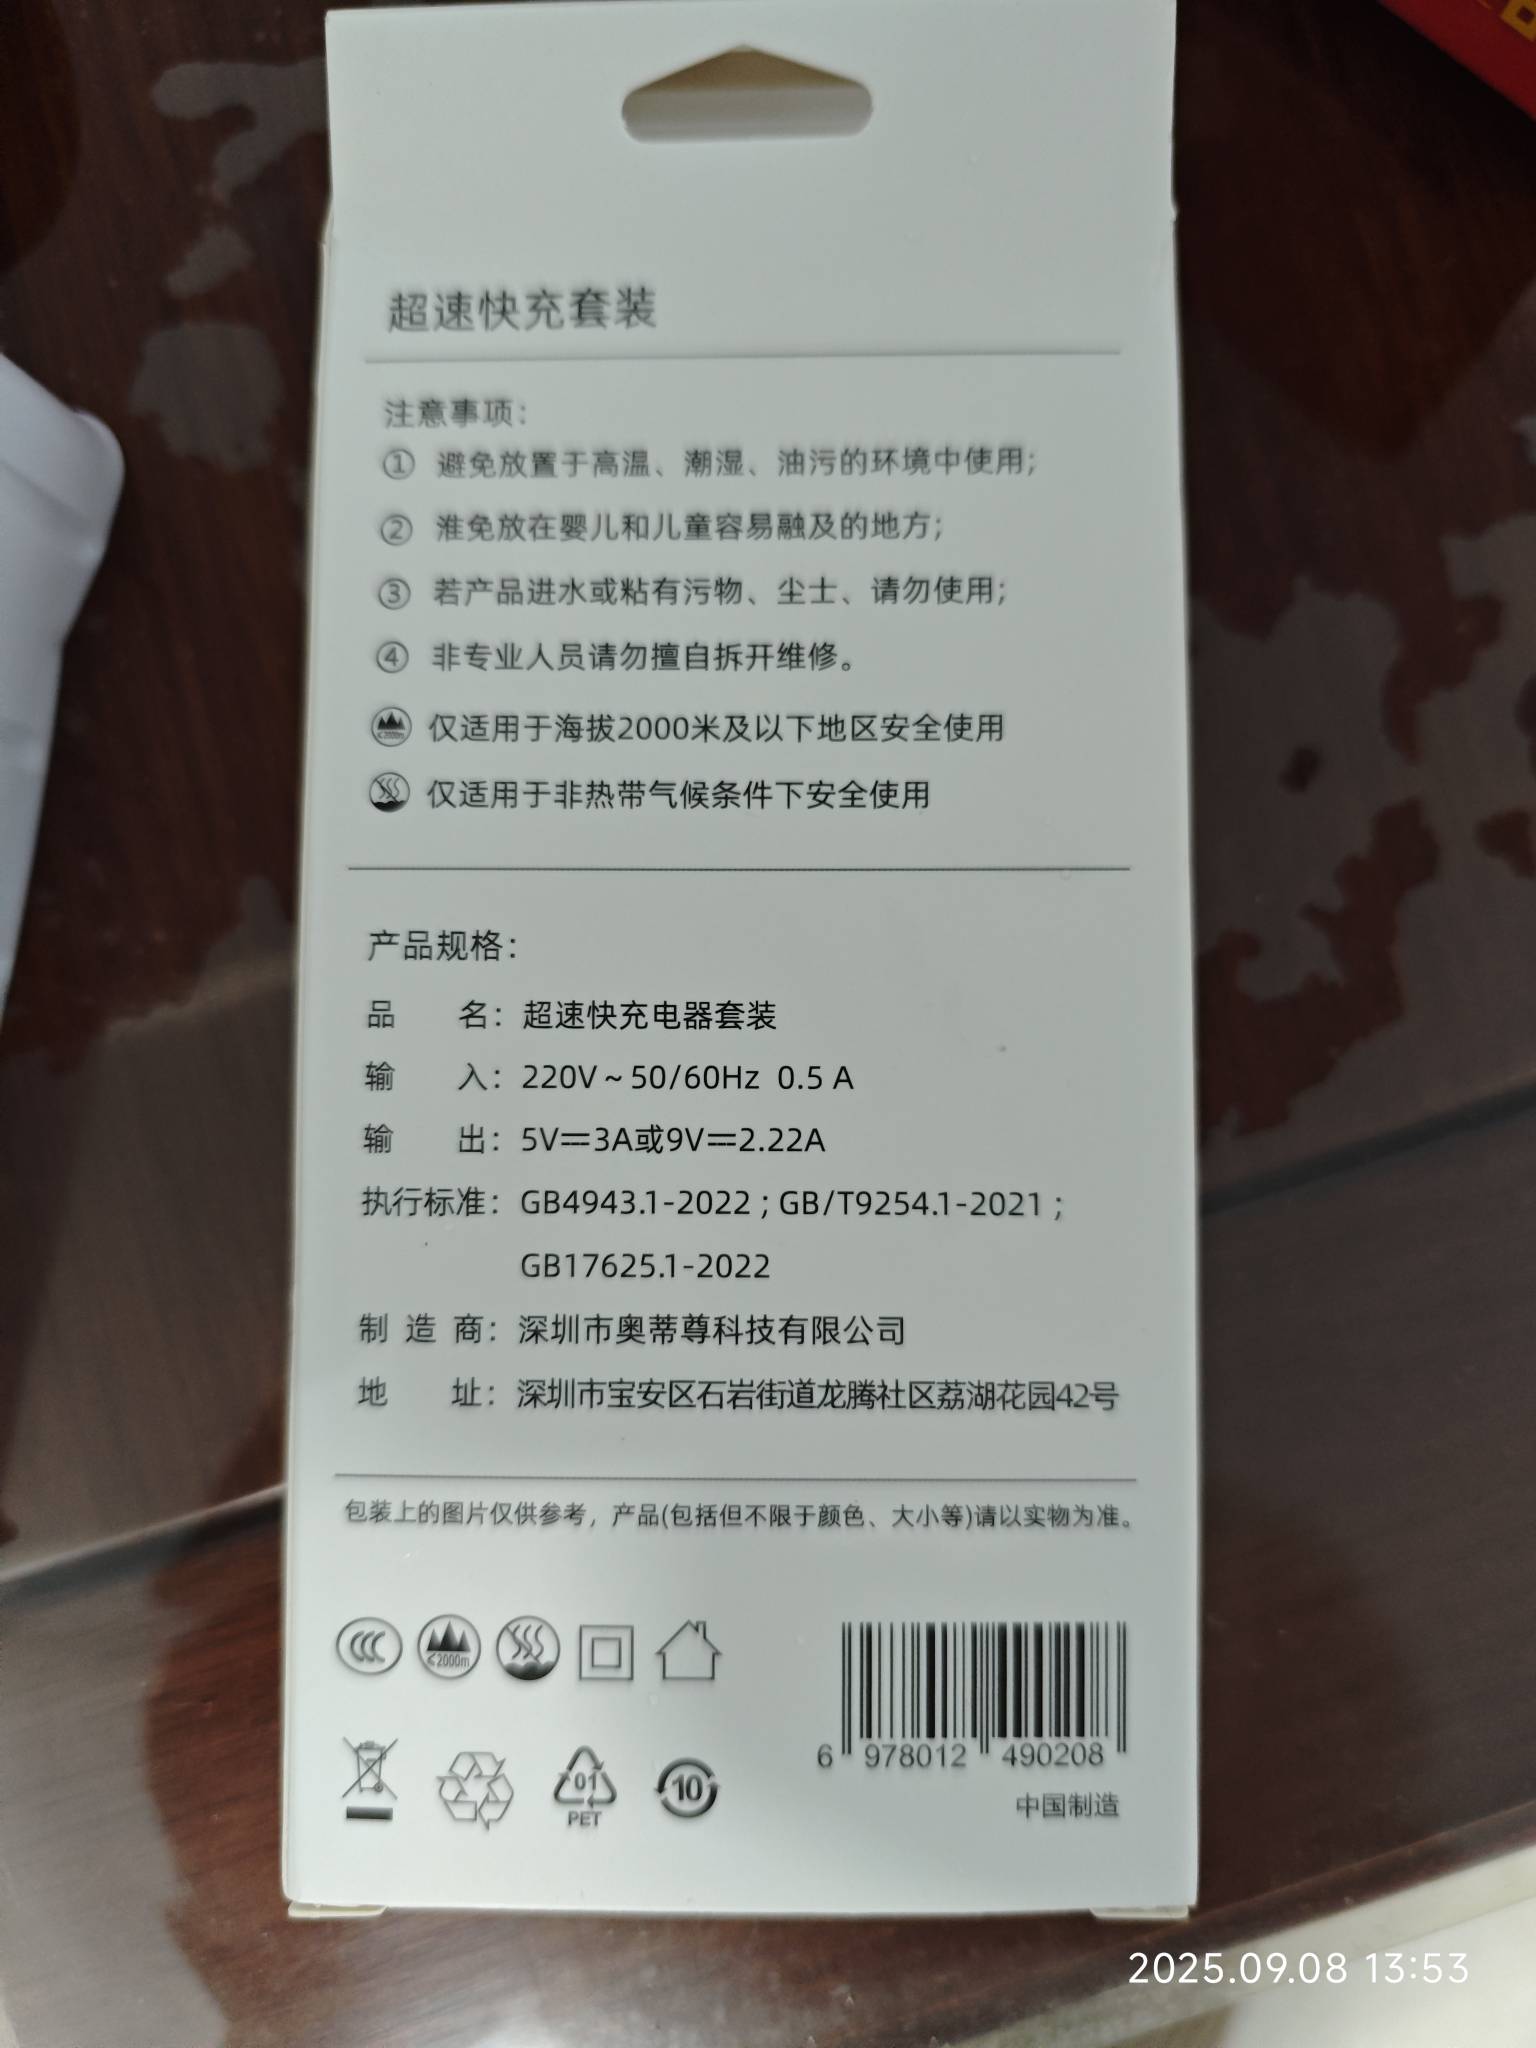 超速快充套装
注意事项：
① 避免放置于高温、潮湿、油污的环境中使用；
② 淮免放在婴儿和儿童容易融及的地方；
③ 若产品进水或粘有污物、尘士、请勿使用；
④ 非专业人员请勿擅自拆开维修。
≤2000m 仅适用于海拔2000米及以下地区安全使用
仅适用于非热带气候条件下安全使用
产品规格：
品 名：超速快充电器套装
输 入：220V ~ 50/60Hz 0.5 A
输 出：5V⎓3A或9V⎓2.22A
执行标准：GB4943.1-2022 ; GB/T9254.1-2021 ;
GB17625.1-2022
制 造 商：深圳市奥蒂尊科技有限公司
地 址：深圳市宝安区石岩街道龙腾社区荔湖花园42号
包装上的图片仅供参考，产品(包括但不限于颜色、大小等)请以实物为准。
CCC ≤2000m
01 10
PET
6 978012 490208
中国制造
2025.09.08 13:53